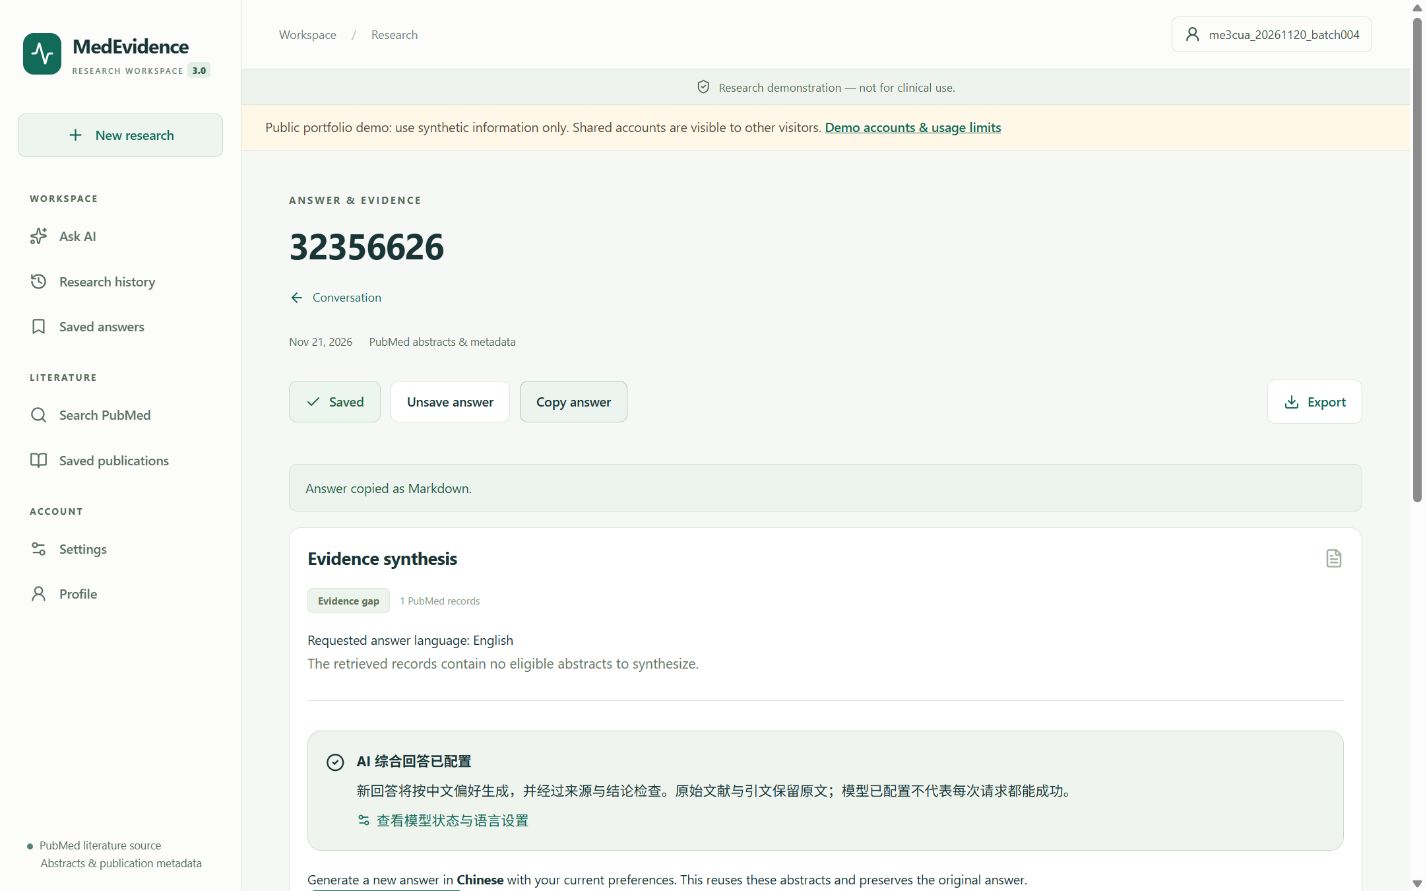 MedEvidence
RESEARCH WORKSPACE 3.0
New research
WORKSPACE
Ask AI
Research history
Saved answers
LITERATURE
Search PubMed
Saved publications
ACCOUNT
Settings
Profile
PubMed literature source
Abstracts & publication metadata
Workspace / Research
me3cua_20261120_batch004
Research demonstration — not for clinical use.
Public portfolio demo: use synthetic information only. Shared accounts are visible to other visitors. Demo accounts & usage limits
ANSWER & EVIDENCE
32356626
Conversation
Nov 21, 2026 PubMed abstracts & metadata
Saved Unsave answer Copy answer Export
Answer copied as Markdown.
Evidence synthesis
Evidence gap 1 PubMed records
Requested answer language: English
The retrieved records contain no eligible abstracts to synthesize.
AI 综合回答已配置
新回答将按中文偏好生成，并经过来源与结论检查。原始文献与引文保留原文；模型已配置不代表每次请求都能成功。
查看模型状态与语言设置
Generate a new answer in Chinese with your current preferences. This reuses these abstracts and preserves the original answer.